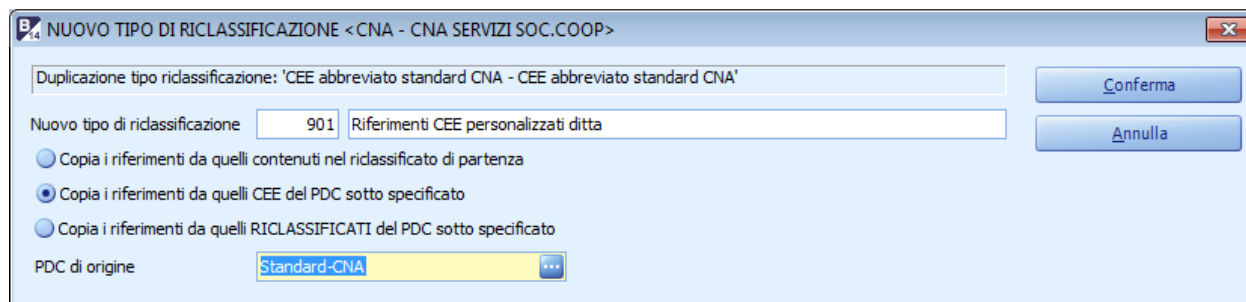 B/14 NUOVO TIPO DI RICLASSIFICAZIONE <CNA - CNA SERVIZI SOC.COOP>
Duplicazione tipo riclassificazione: 'CEE abbreviato standard CNA - CEE abbreviato standard CNA'
Conferma
Nuovo tipo di riclassificazione 901 Riferimenti CEE personalizzati ditta
Annulla
Copia i riferimenti da quelli contenuti nel riclassificato di partenza
Copia i riferimenti da quelli CEE del PDC sotto specificato
Copia i riferimenti da quelli RICLASSIFICATI del PDC sotto specificato
PDC di origine Standard-CNA ...